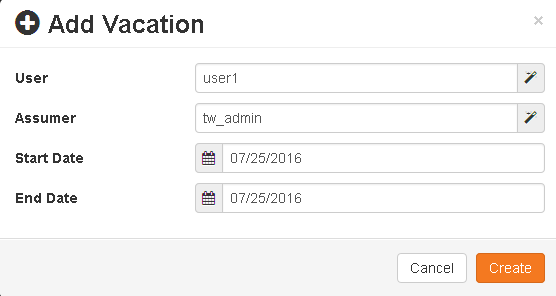 Add Vacation
×
User user1
Assumer tw_admin
Start Date 07/25/2016
End Date 07/25/2016
Cancel Create